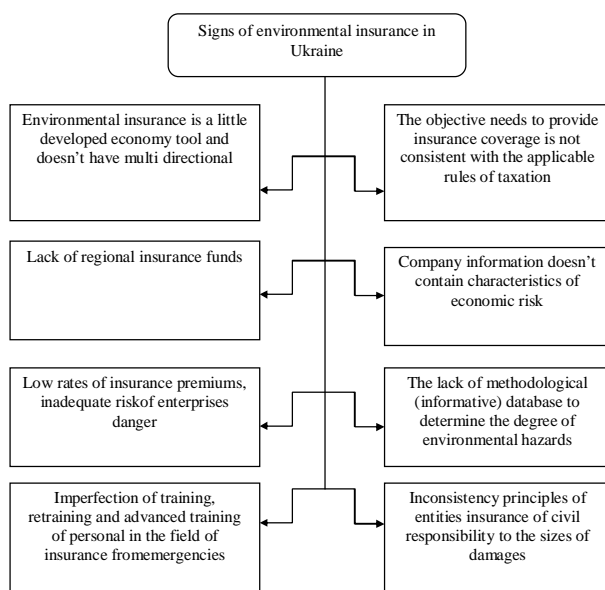 Signs of environmental insurance in
Ukraine
Environmental insurance is a little
developed economy tool and
doesn't have multi directional
The objective needs to provide
insurance coverage is not
consistent with the applicable
rules of taxation
Lack of regional insurance funds
Company information doesn't
contain characteristics of
economic risk
Low rates of insurance premiums,
inadequate riskof enterprises
danger
The lack of methodological
(informative) database to
determine the degree of
environmental hazards
Imperfection of training,
retraining and advanced training
of personal in the field of
insurance fromemergencies
Inconsistency principles of
entities insurance of civil
responsibility to the sizes of
damages